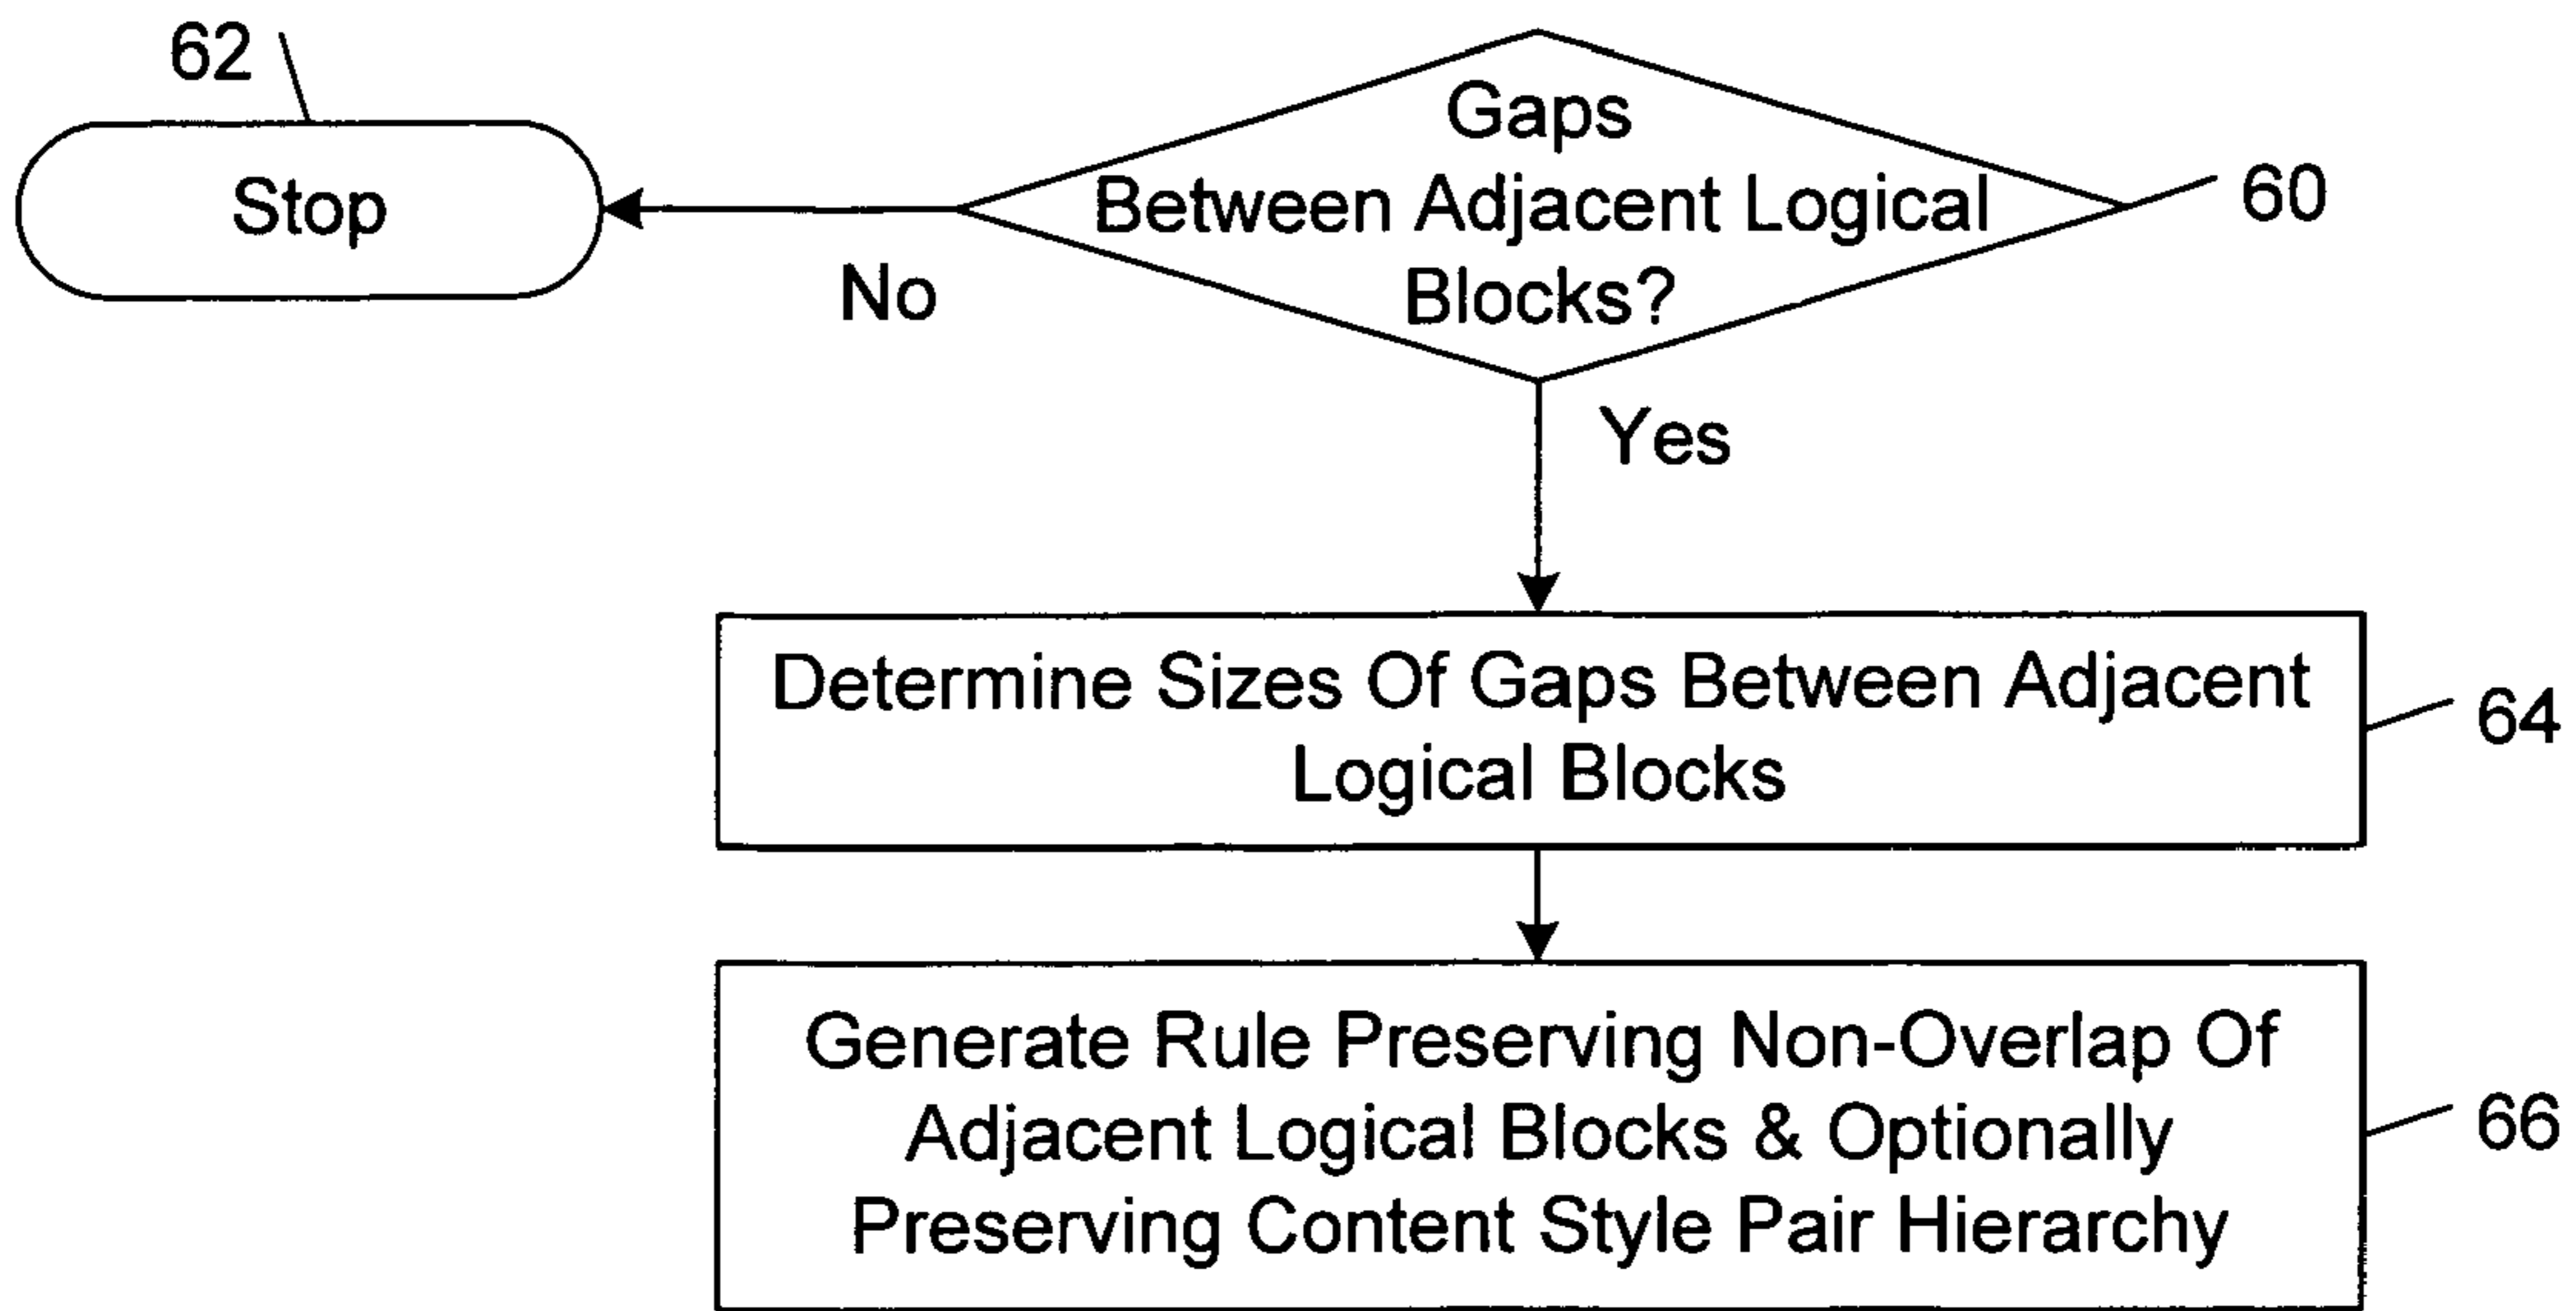 62
Stop
No
Gaps
Between Adjacent Logical
Blocks?
60
Yes
Determine Sizes Of Gaps Between Adjacent
Logical Blocks
64
Generate Rule Preserving Non-Overlap Of
Adjacent Logical Blocks & Optionally
Preserving Content Style Pair Hierarchy
66